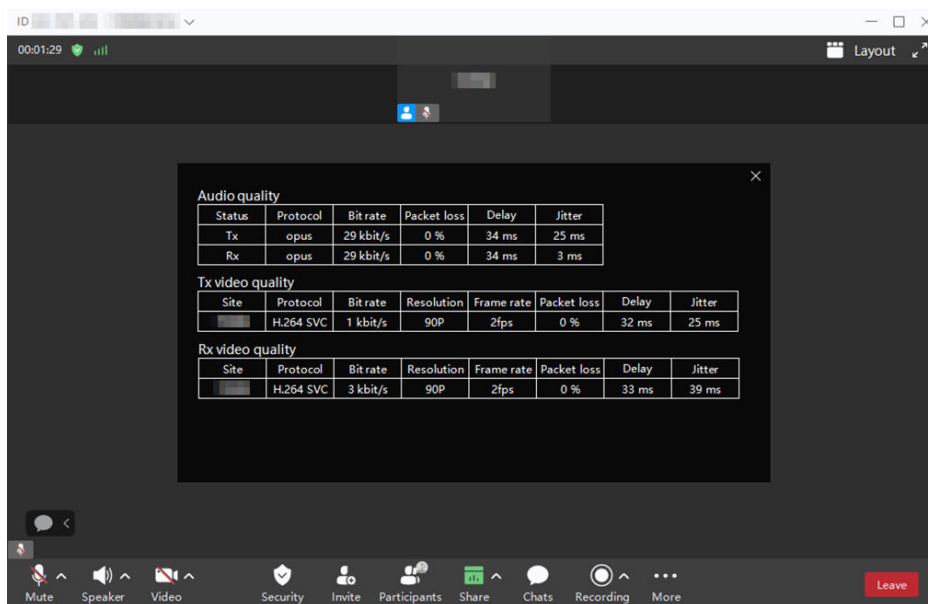 ID
00:01:29 Layout
Audio quality
Status Protocol Bit rate Packet loss Delay Jitter
Tx opus 29 kbit/s 0 % 34 ms 25 ms
Rx opus 29 kbit/s 0 % 34 ms 3 ms
Tx video quality
Site Protocol Bit rate Resolution Frame rate Packet loss Delay Jitter
H.264 SVC 1 kbit/s 90P 2fps 0 % 32 ms 25 ms
Rx video quality
Site Protocol Bit rate Resolution Frame rate Packet loss Delay Jitter
H.264 SVC 3 kbit/s 90P 2fps 0 % 33 ms 39 ms
Mute Speaker Video Security Invite Participants Share Chats Recording More Leave